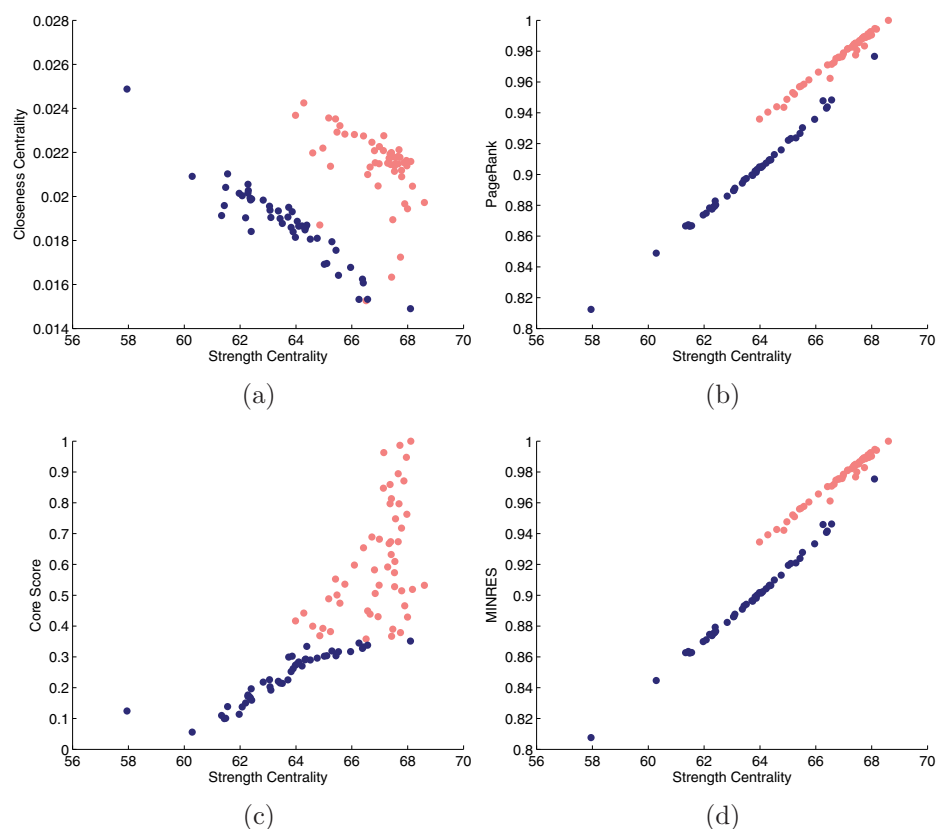 0.028
0.026
0.024
0.022
0.02
0.018
0.016
0.014
Closeness Centrality
56 58 60 62 64 66 68 70
Strength Centrality
(a)
1
0.98
0.96
0.94
0.92
0.9
0.88
0.86
0.84
0.82
0.8
PageRank
56 58 60 62 64 66 68 70
Strength Centrality
(b)
1
0.9
0.8
0.7
0.6
0.5
0.4
0.3
0.2
0.1
0
Core Score
56 58 60 62 64 66 68 70
Strength Centrality
(c)
1
0.98
0.96
0.94
0.92
0.9
0.88
0.86
0.84
0.82
0.8
MINRES
56 58 60 62 64 66 68 70
Strength Centrality
(d)